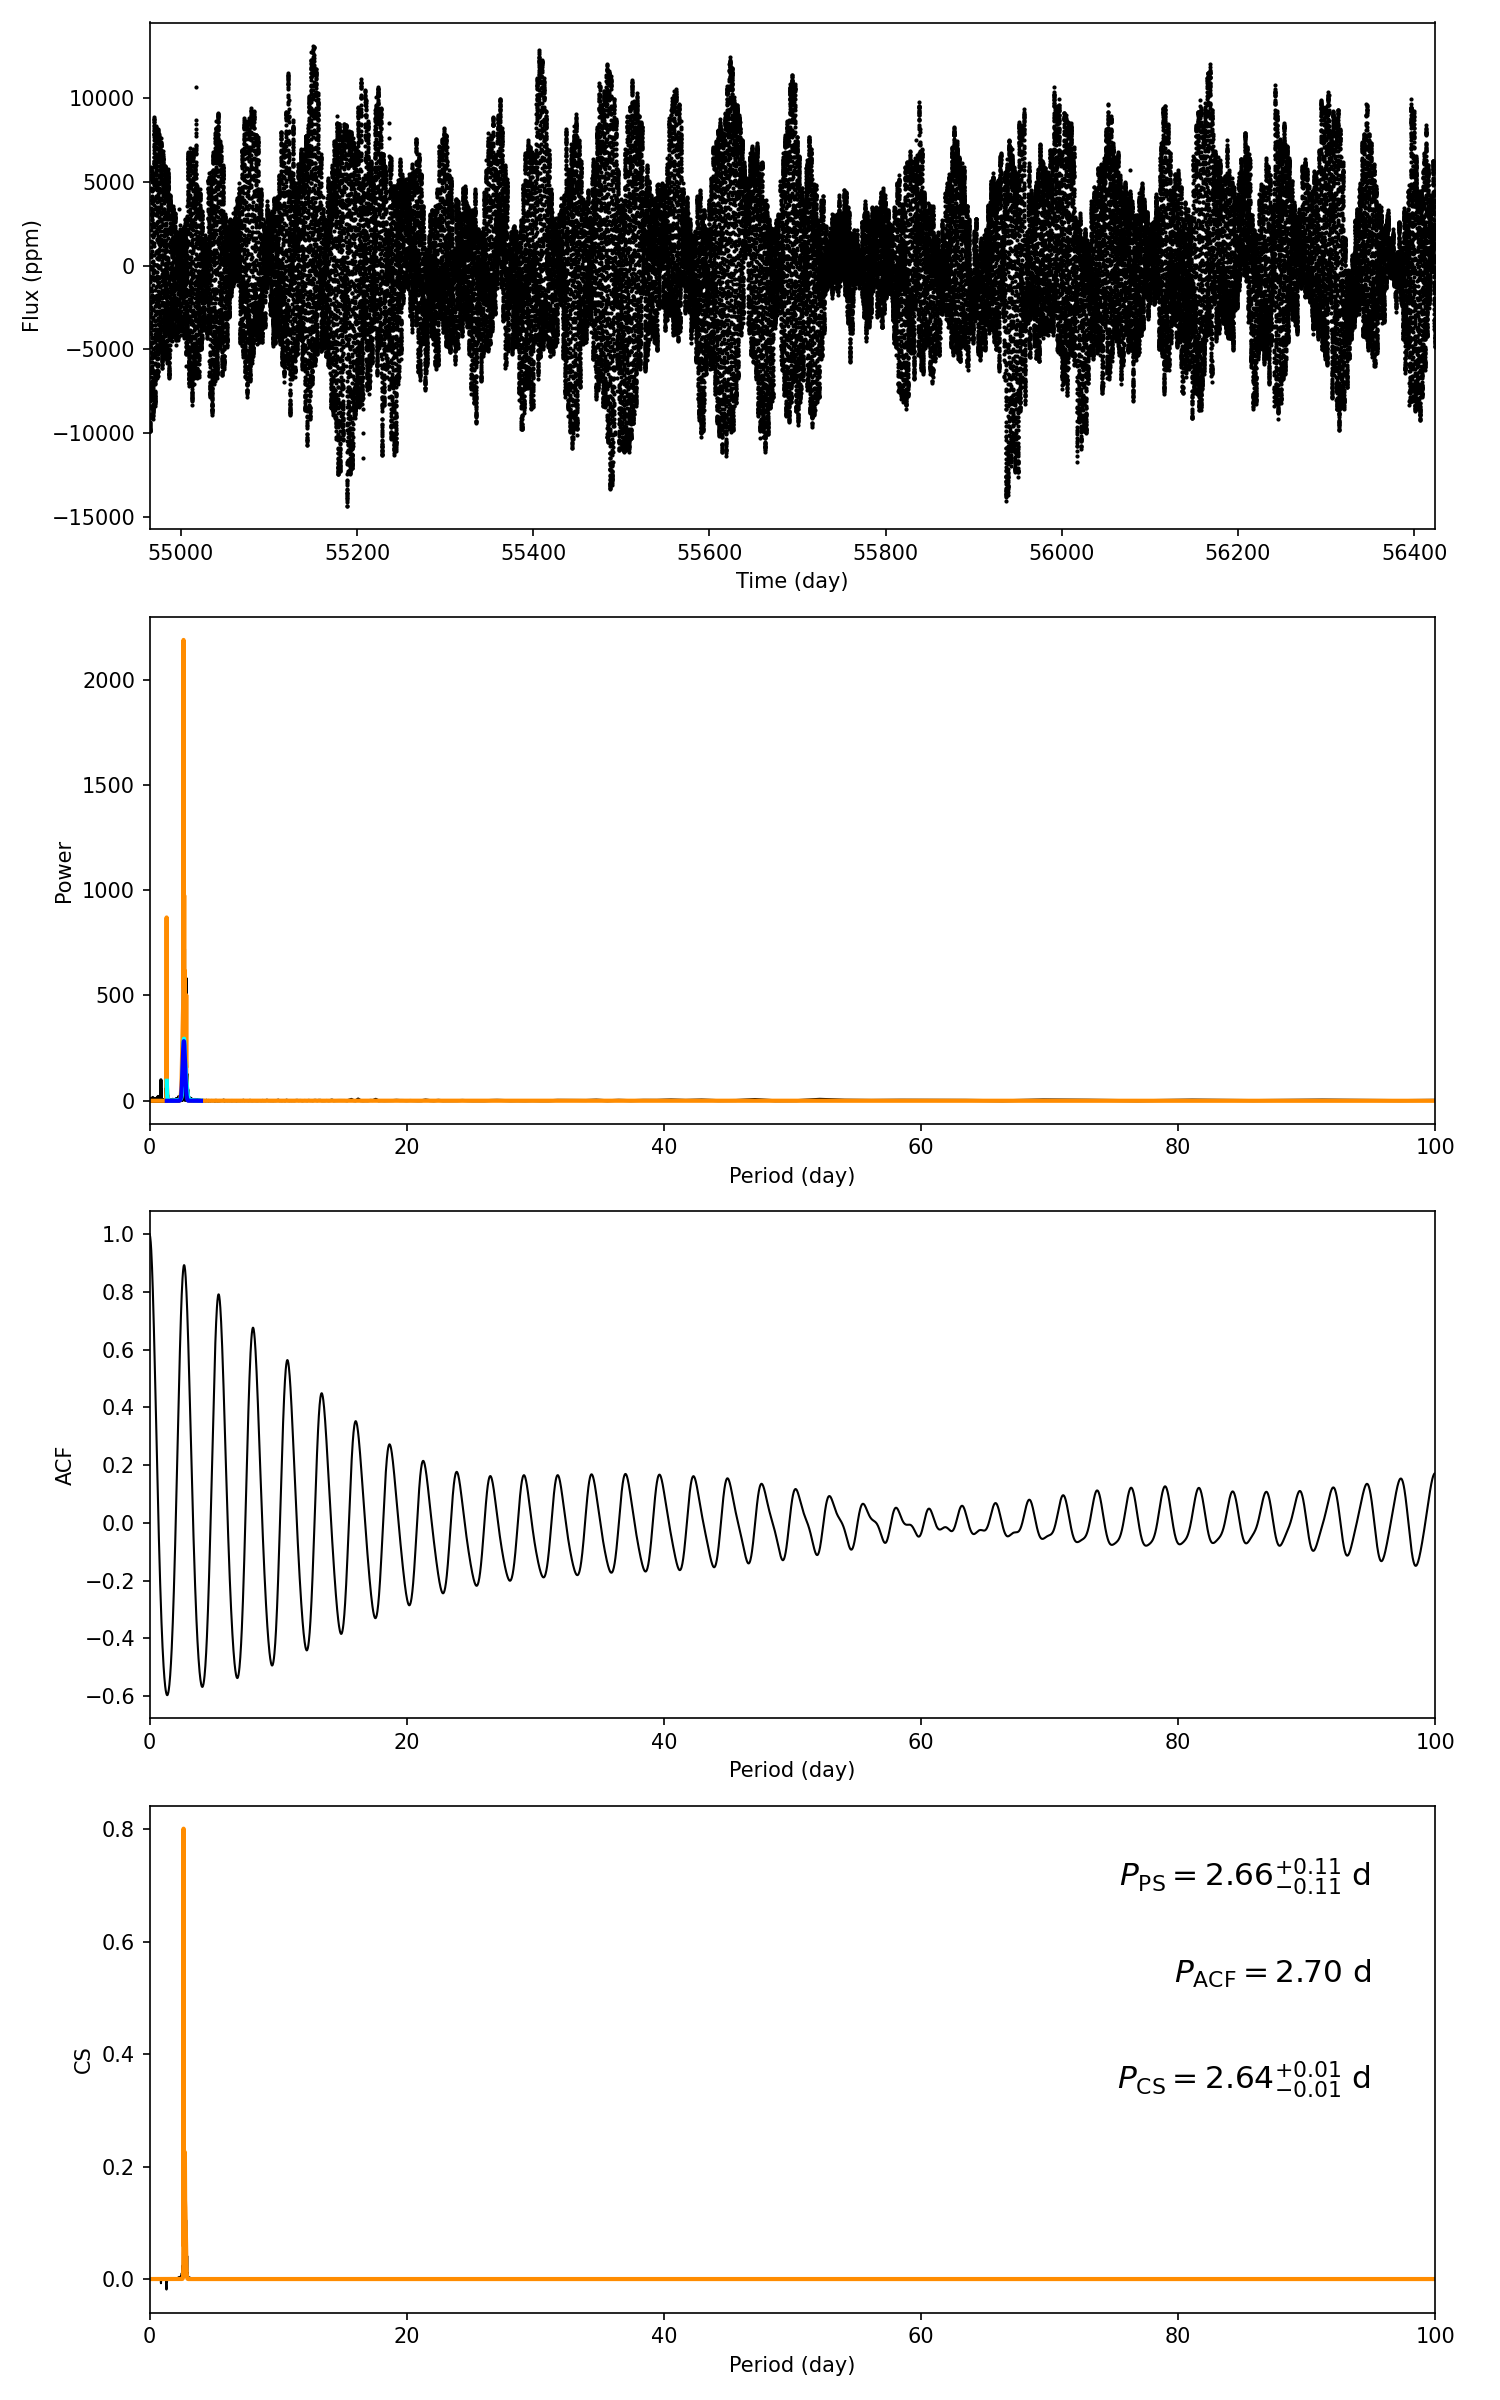 10000
5000
0
−5000
−10000
−15000
Flux (ppm)
55000 55200 55400 55600 55800 56000 56200 56400
Time (day)
2000
1500
1000
500
0
Power
0 20 40 60 80 100
Period (day)
1.0
0.8
0.6
0.4
0.2
0.0
−0.2
−0.4
−0.6
ACF
0 20 40 60 80 100
Period (day)
0.8
0.6
0.4
0.2
0.0
CS
P_PS = 2.66 +0.11 −0.11 d
P_ACF = 2.70 d
P_CS = 2.64 +0.01 −0.01 d
0 20 40 60 80 100
Period (day)